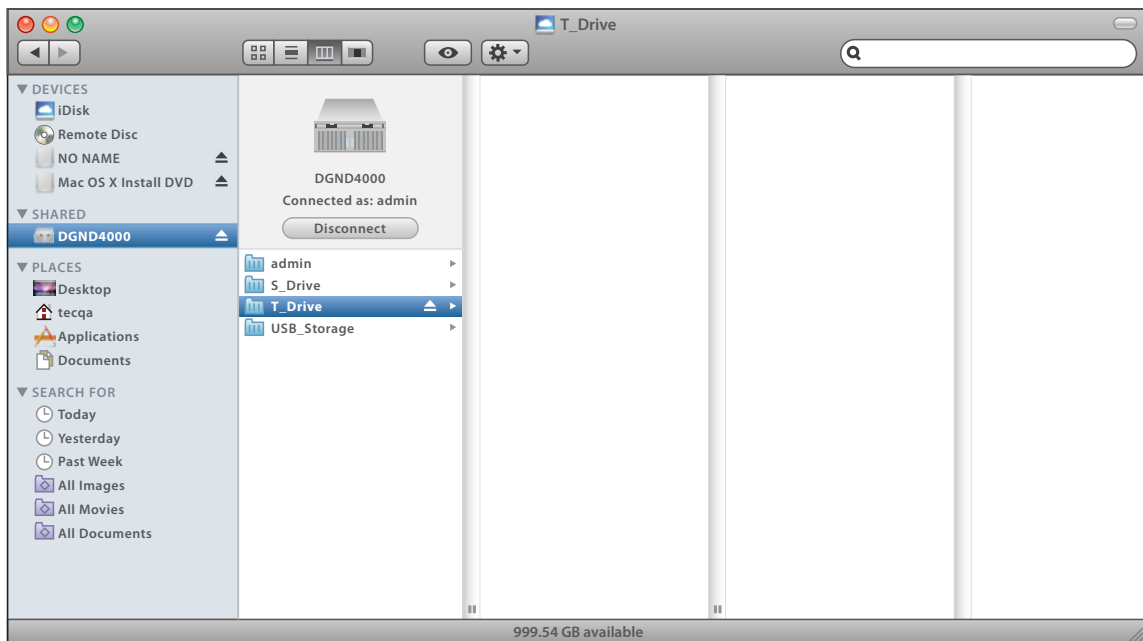 T_Drive
DEVICES
iDisk
Remote Disc
NO NAME
Mac OS X Install DVD
SHARED
DGND4000
PLACES
Desktop
tecqa
Applications
Documents
SEARCH FOR
Today
Yesterday
Past Week
All Images
All Movies
All Documents
DGND4000
Connected as: admin
Disconnect
admin
S_Drive
T_Drive
USB_Storage
999.54 GB available